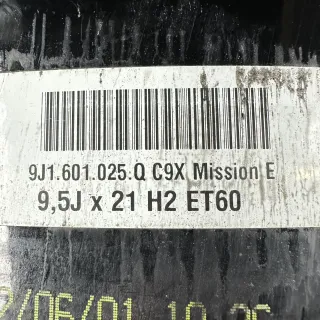 9J1.601.025.Q C9X Mission E
9,5J x 21 H2 ET60